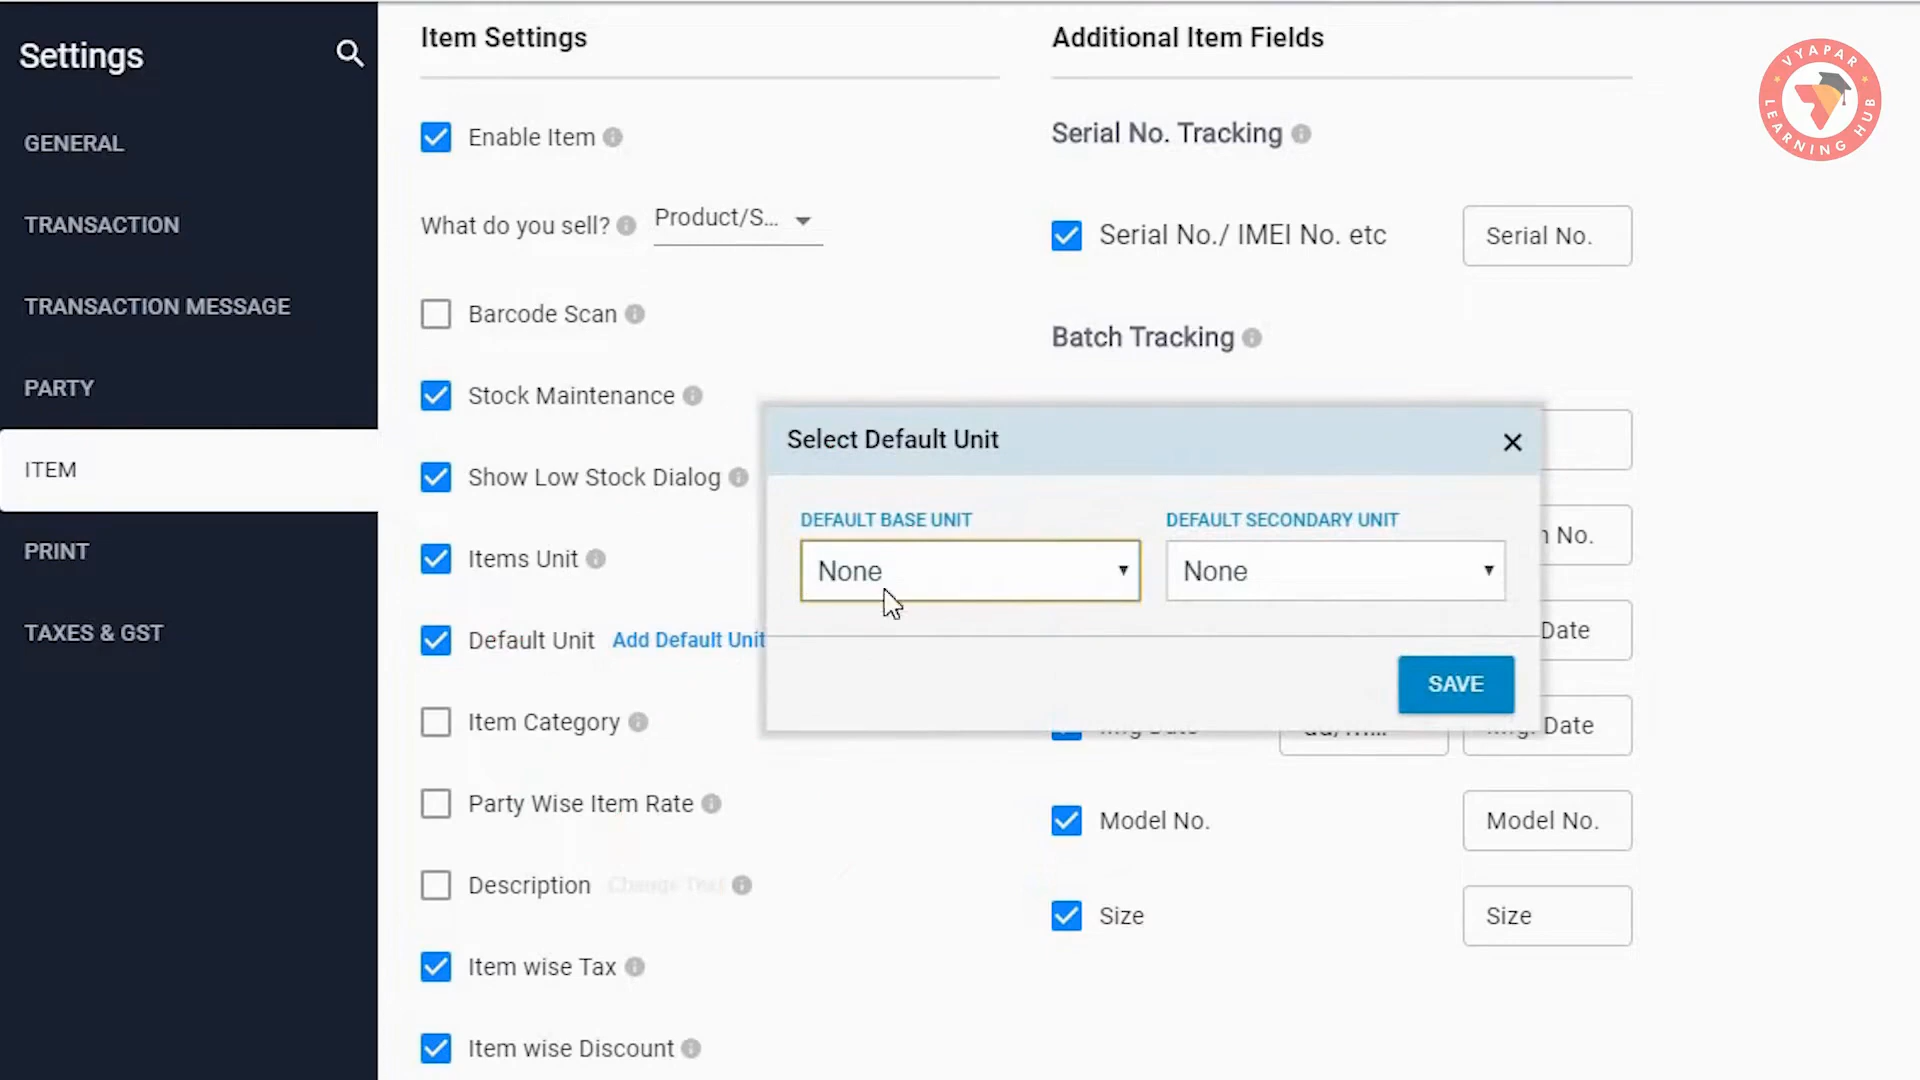 Settings
GENERAL
TRANSACTION
TRANSACTION MESSAGE
PARTY
ITEM
PRINT
TAXES & GST
Item Settings
Enable Item
What do you sell?
Product/S...
Barcode Scan
Stock Maintenance
Show Low Stock Dialog
Items Unit
Default Unit Add Default Unit
Item Category
Party Wise Item Rate
Description Change Text
Item wise Tax
Item wise Discount
Additional Item Fields
Serial No. Tracking
Serial No./ IMEI No. etc
Serial No.
Batch Tracking
No.
Date
Date
Model No.
Model No.
Size
Size
Select Default Unit
DEFAULT BASE UNIT
None
DEFAULT SECONDARY UNIT
None
SAVE
VYAPAR
LEARNING HUB